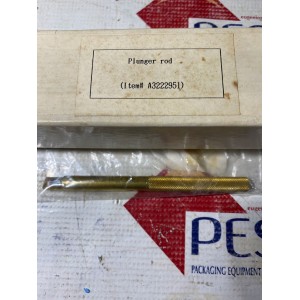 Plunger rod
(Item# A3222951)
PES
PACKAGING EQUIPMENT